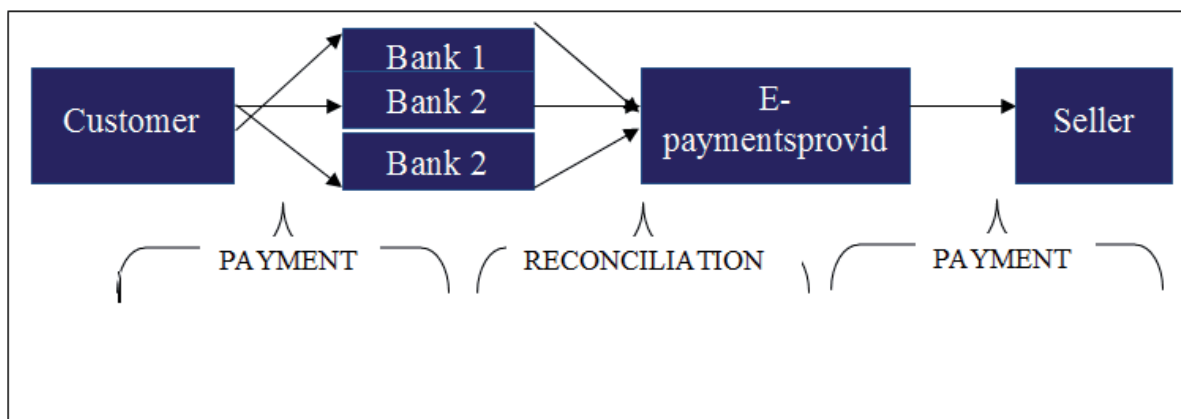 Customer
Bank 1
Bank 2
Bank 2
E-
paymentsprovid
Seller
PAYMENT
RECONCILIATION
PAYMENT